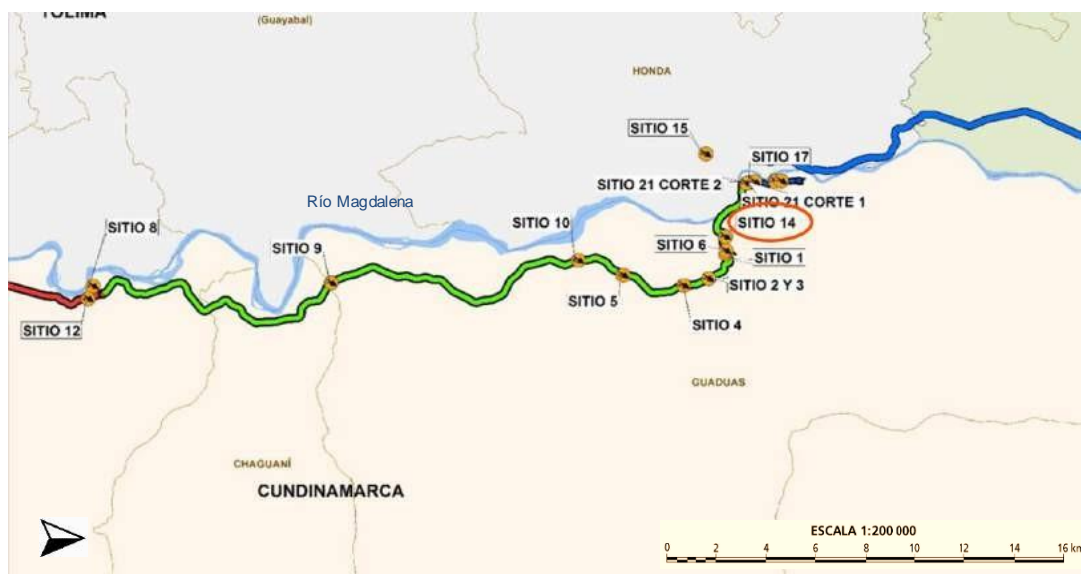 TOLIMA
(Guayabal)
HONDA
SITIO 15
SITIO 17
SITIO 21 CORTE 2
SITIO 21 CORTE 1
Río Magdalena
SITIO 8
SITIO 10
SITIO 14
SITIO 9
SITIO 6
SITIO 1
SITIO 5
SITIO 2 Y 3
SITIO 12
SITIO 4
GUADUAS
CHAGUANÍ
CUNDINAMARCA
ESCALA 1:200 000
0 2 4 6 8 10 12 14 16 km